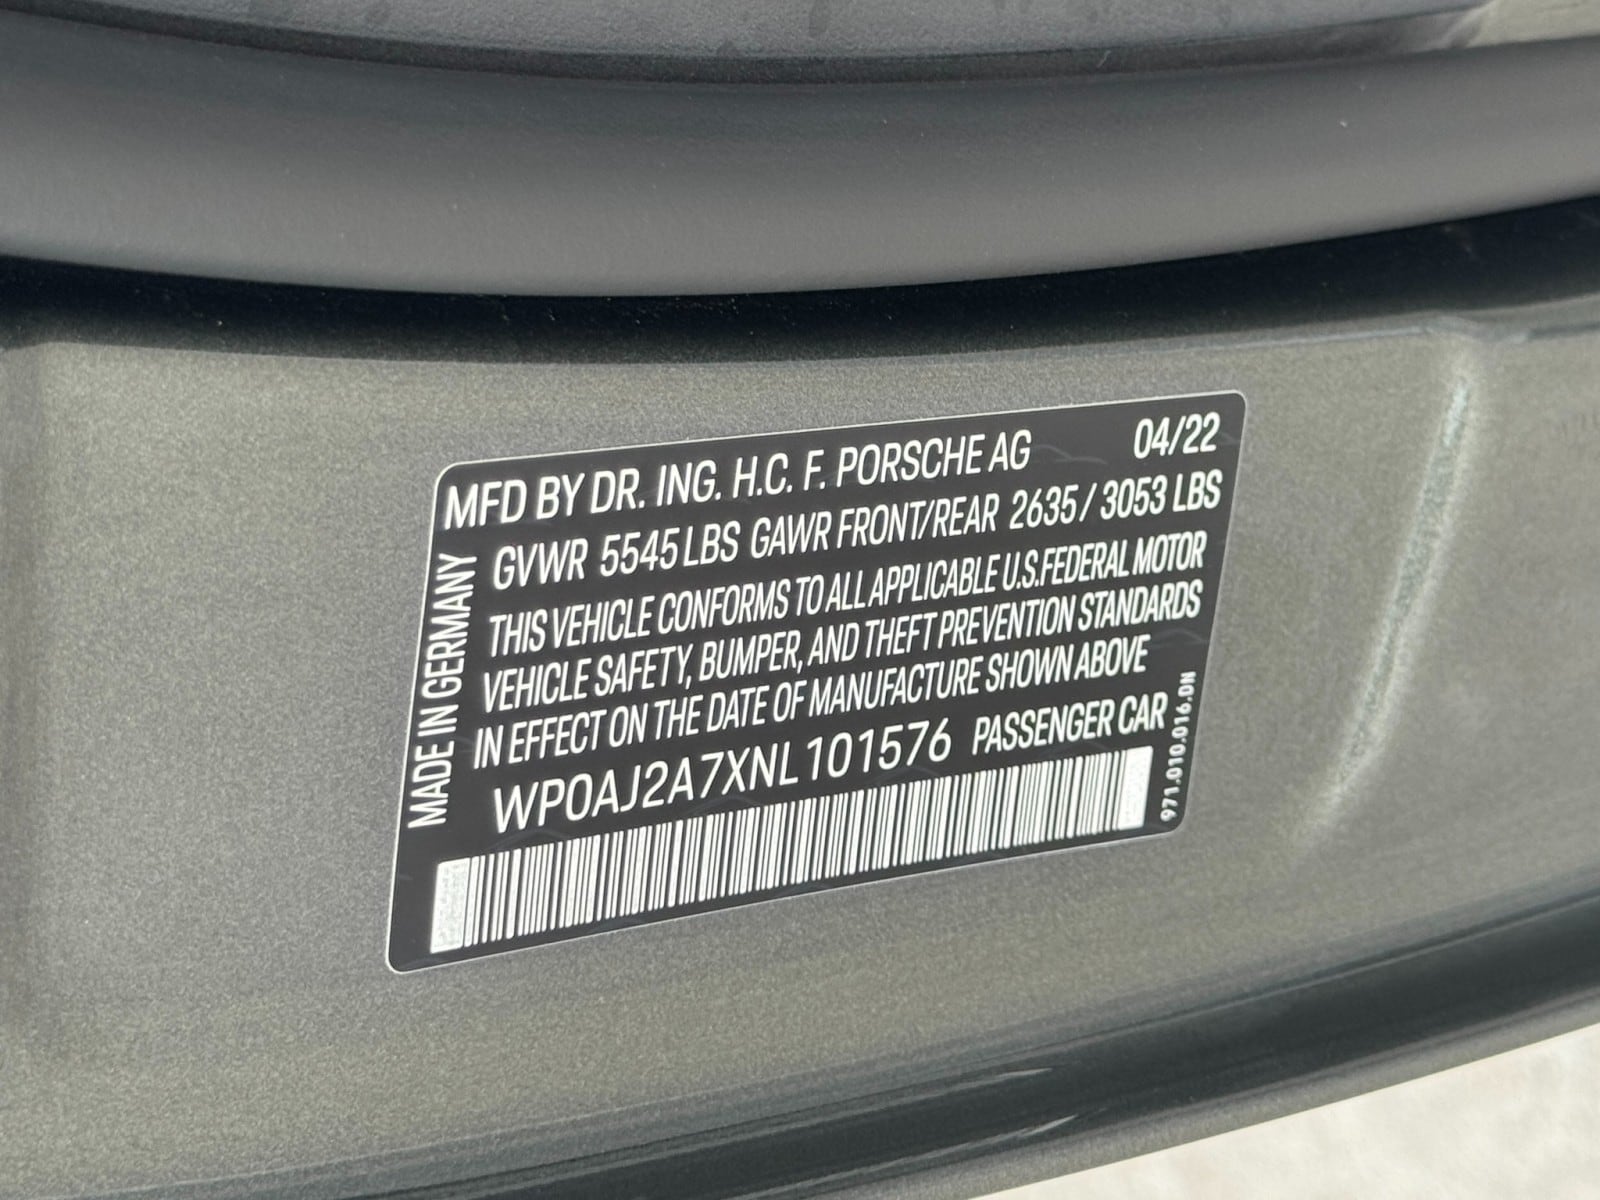 MFD BY DR. ING. H.C. F. PORSCHE AG 04/22
GVWR 5545 LBS GAWR FRONT/REAR 2635 / 3053 LBS
THIS VEHICLE CONFORMS TO ALL APPLICABLE U.S.FEDERAL MOTOR
VEHICLE SAFETY, BUMPER, AND THEFT PREVENTION STANDARDS
IN EFFECT ON THE DATE OF MANUFACTURE SHOWN ABOVE
WP0AJ2A7XNL101576 PASSENGER CAR
MADE IN GERMANY
971.010.016.DN